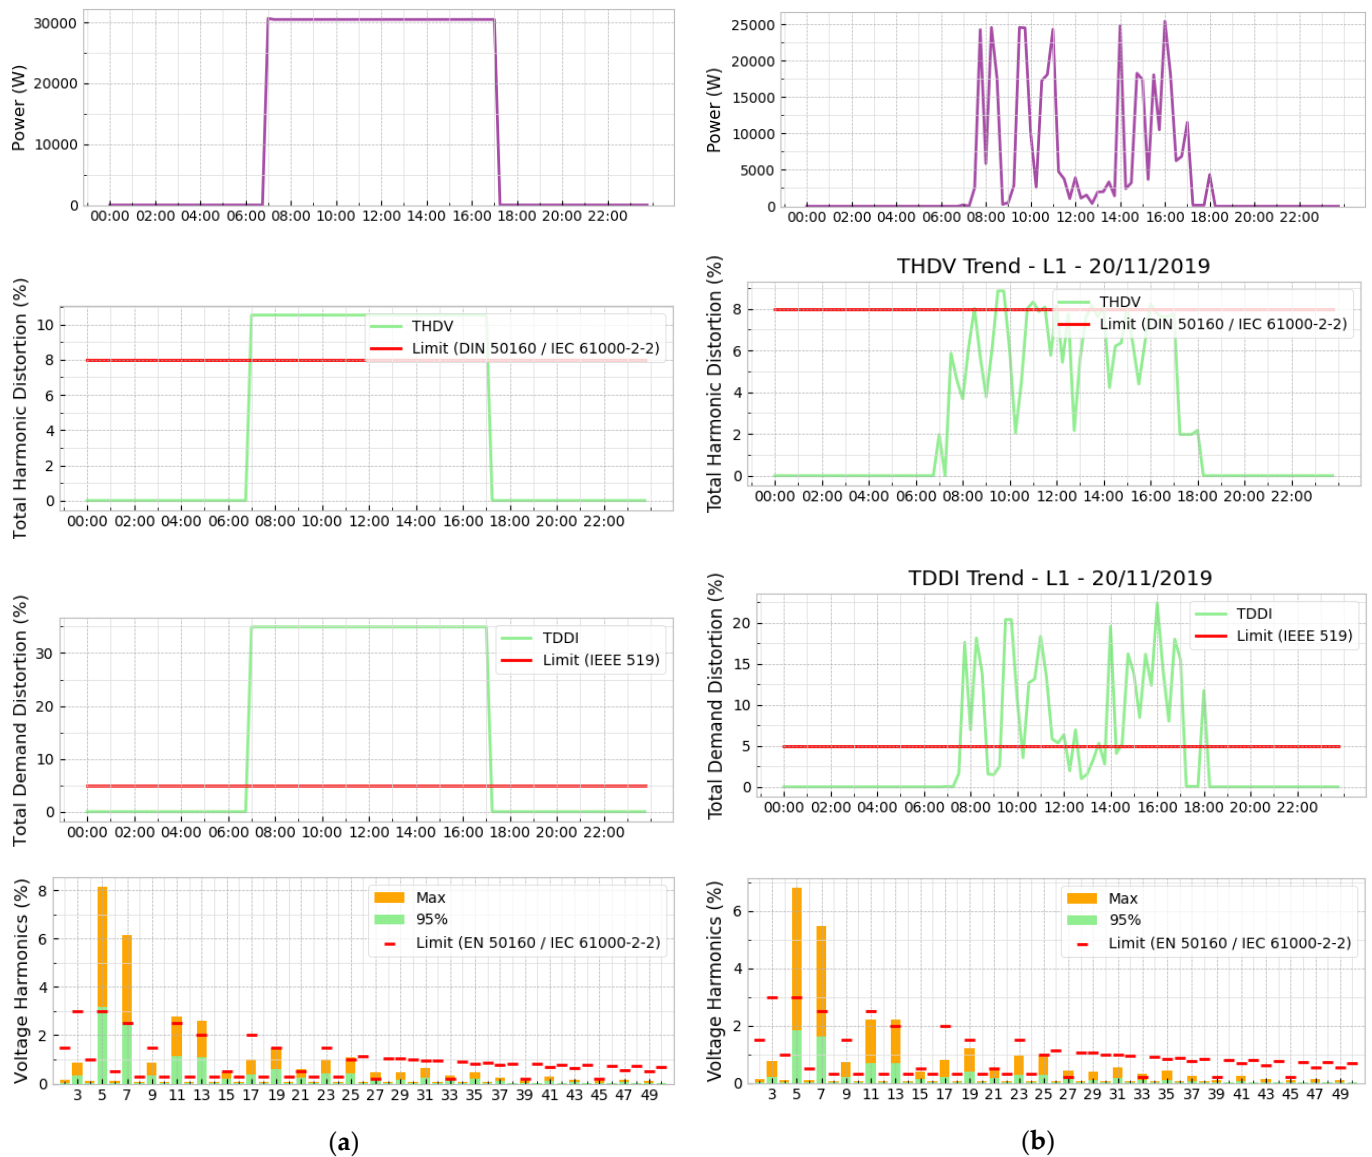 Power (W)
30000
20000
10000
0
00:00 02:00 04:00 06:00 08:00 10:00 12:00 14:00 16:00 18:00 20:00 22:00
Total Harmonic Distortion (%)
10
8
6
4
2
0
THDV
Limit (DIN 50160 / IEC 61000-2-2)
00:00 02:00 04:00 06:00 08:00 10:00 12:00 14:00 16:00 18:00 20:00 22:00
Total Demand Distortion (%)
30
20
10
0
TDDI
Limit (IEEE 519)
00:00 02:00 04:00 06:00 08:00 10:00 12:00 14:00 16:00 18:00 20:00 22:00
Voltage Harmonics (%)
8
6
4
2
0
Max
95%
Limit (EN 50160 / IEC 61000-2-2)
3 5 7 9 11 13 15 17 19 21 23 25 27 29 31 33 35 37 39 41 43 45 47 49
(a)
Power (W)
25000
20000
15000
10000
5000
0
00:00 02:00 04:00 06:00 08:00 10:00 12:00 14:00 16:00 18:00 20:00 22:00
THDV Trend - L1 - 20/11/2019
Total Harmonic Distortion (%)
8
6
4
2
0
THDV
Limit (DIN 50160 / IEC 61000-2-2)
00:00 02:00 04:00 06:00 08:00 10:00 12:00 14:00 16:00 18:00 20:00 22:00
TDDI Trend - L1 - 20/11/2019
Total Demand Distortion (%)
20
15
10
5
0
TDDI
Limit (IEEE 519)
00:00 02:00 04:00 06:00 08:00 10:00 12:00 14:00 16:00 18:00 20:00 22:00
Voltage Harmonics (%)
6
4
2
0
Max
95%
Limit (EN 50160 / IEC 61000-2-2)
3 5 7 9 11 13 15 17 19 21 23 25 27 29 31 33 35 37 39 41 43 45 47 49
(b)